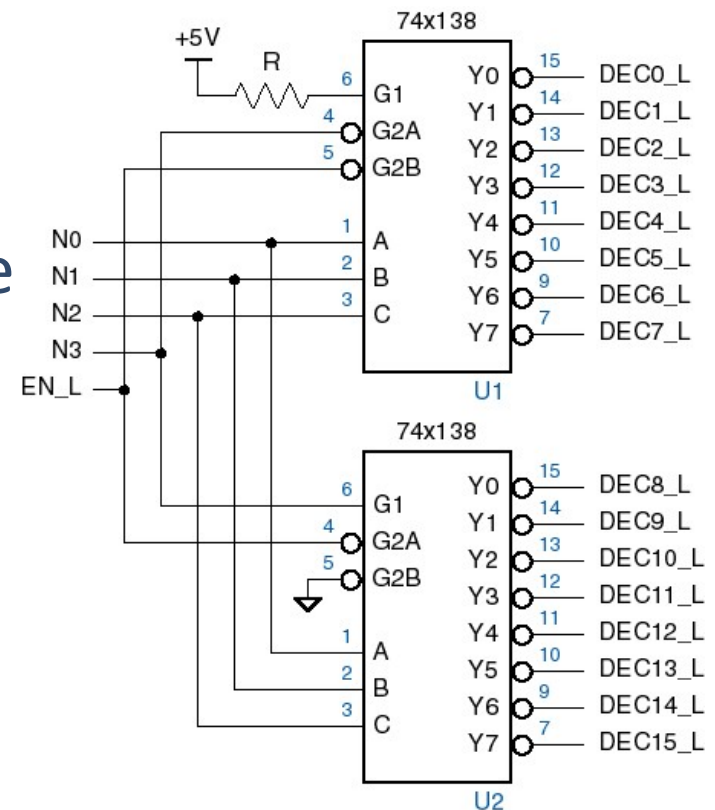 74x138
+5V
R
6 G1
4 G2A
5 G2B
1 A
2 B
3 C
Y0 15 DEC0_L
Y1 14 DEC1_L
Y2 13 DEC2_L
Y3 12 DEC3_L
Y4 11 DEC4_L
Y5 10 DEC5_L
Y6 9 DEC6_L
Y7 7 DEC7_L
U1
e
N0
N1
N2
N3
EN_L
74x138
6 G1
4 G2A
5 G2B
1 A
2 B
3 C
Y0 15 DEC8_L
Y1 14 DEC9_L
Y2 13 DEC10_L
Y3 12 DEC11_L
Y4 11 DEC12_L
Y5 10 DEC13_L
Y6 9 DEC14_L
Y7 7 DEC15_L
U2